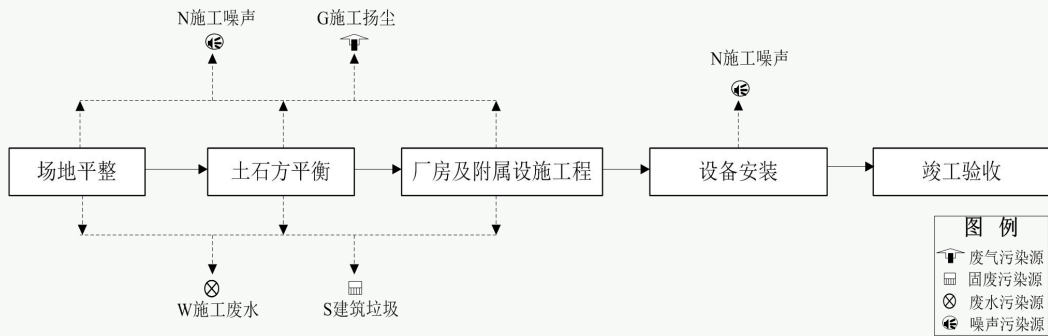 N施工噪声
G施工扬尘
N施工噪声
场地平整
土石方平衡
厂房及附属设施工程
设备安装
竣工验收
W施工废水
S建筑垃圾
图 例
废气污染源
固废污染源
废水污染源
噪声污染源